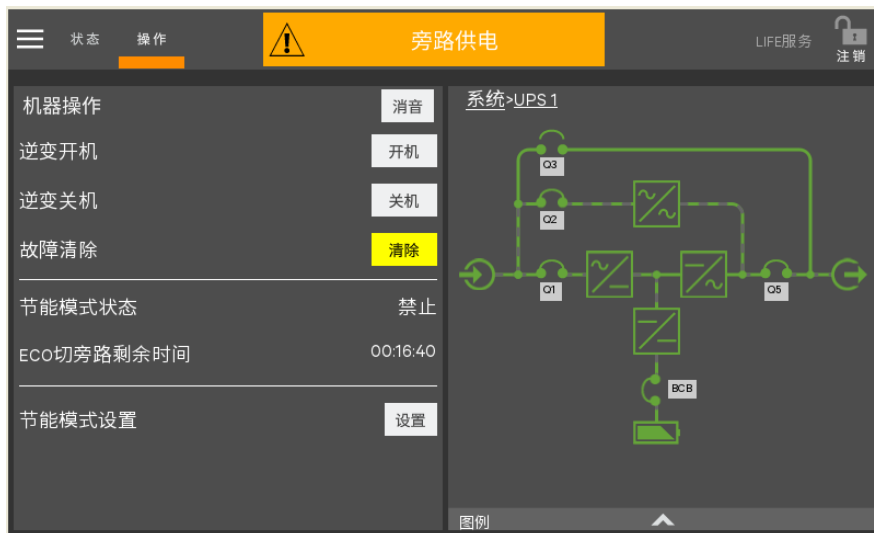 状态 操作 旁路供电 LIFE服务 注销
机器操作 消音
逆变开机 开机
逆变关机 关机
故障清除 清除
节能模式状态 禁止
ECO切旁路剩余时间 00:16:40
节能模式设置 设置
系统>UPS 1
Q3
Q2
Q1
Q5
BCB
图例